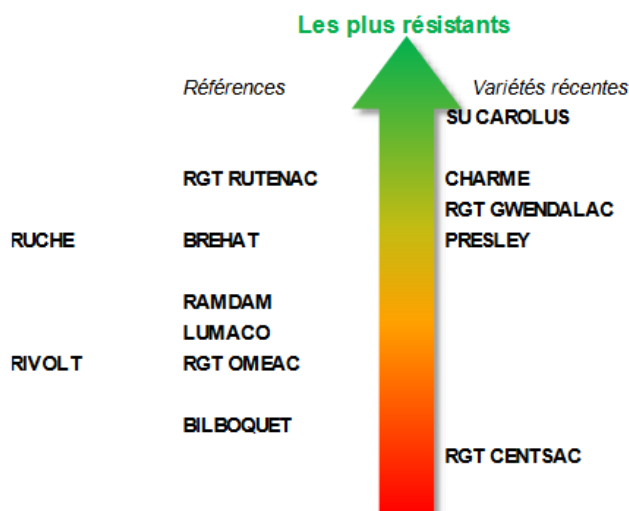 Les plus résistants
Références Variétés récentes
SU CAROLUS
RGT RUTENAC CHARME
RGT GWENDALAC
RUCHE BREHAT PRESLEY
RAMDAM
LUMACO
RIVOLT RGT OMEAC
BILBOQUET
RGT CENTSAC